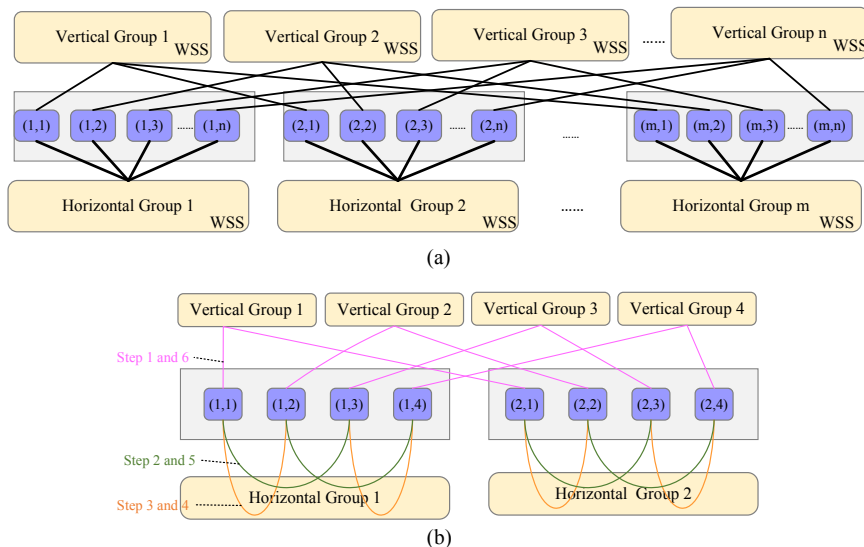 Vertical Group 1 WSS Vertical Group 2 WSS Vertical Group 3 WSS ...... Vertical Group n WSS
(1,1) (1,2) (1,3) ...... (1,n) (2,1) (2,2) (2,3) ...... (2,n) ...... (m,1) (m,2) (m,3) ...... (m,n)
Horizontal Group 1 WSS Horizontal Group 2 WSS ...... Horizontal Group m WSS
(a)
Vertical Group 1 Vertical Group 2 Vertical Group 3 Vertical Group 4
Step 1 and 6
(1,1) (1,2) (1,3) (1,4) (2,1) (2,2) (2,3) (2,4)
Step 2 and 5
Horizontal Group 1 Horizontal Group 2
Step 3 and 4
(b)